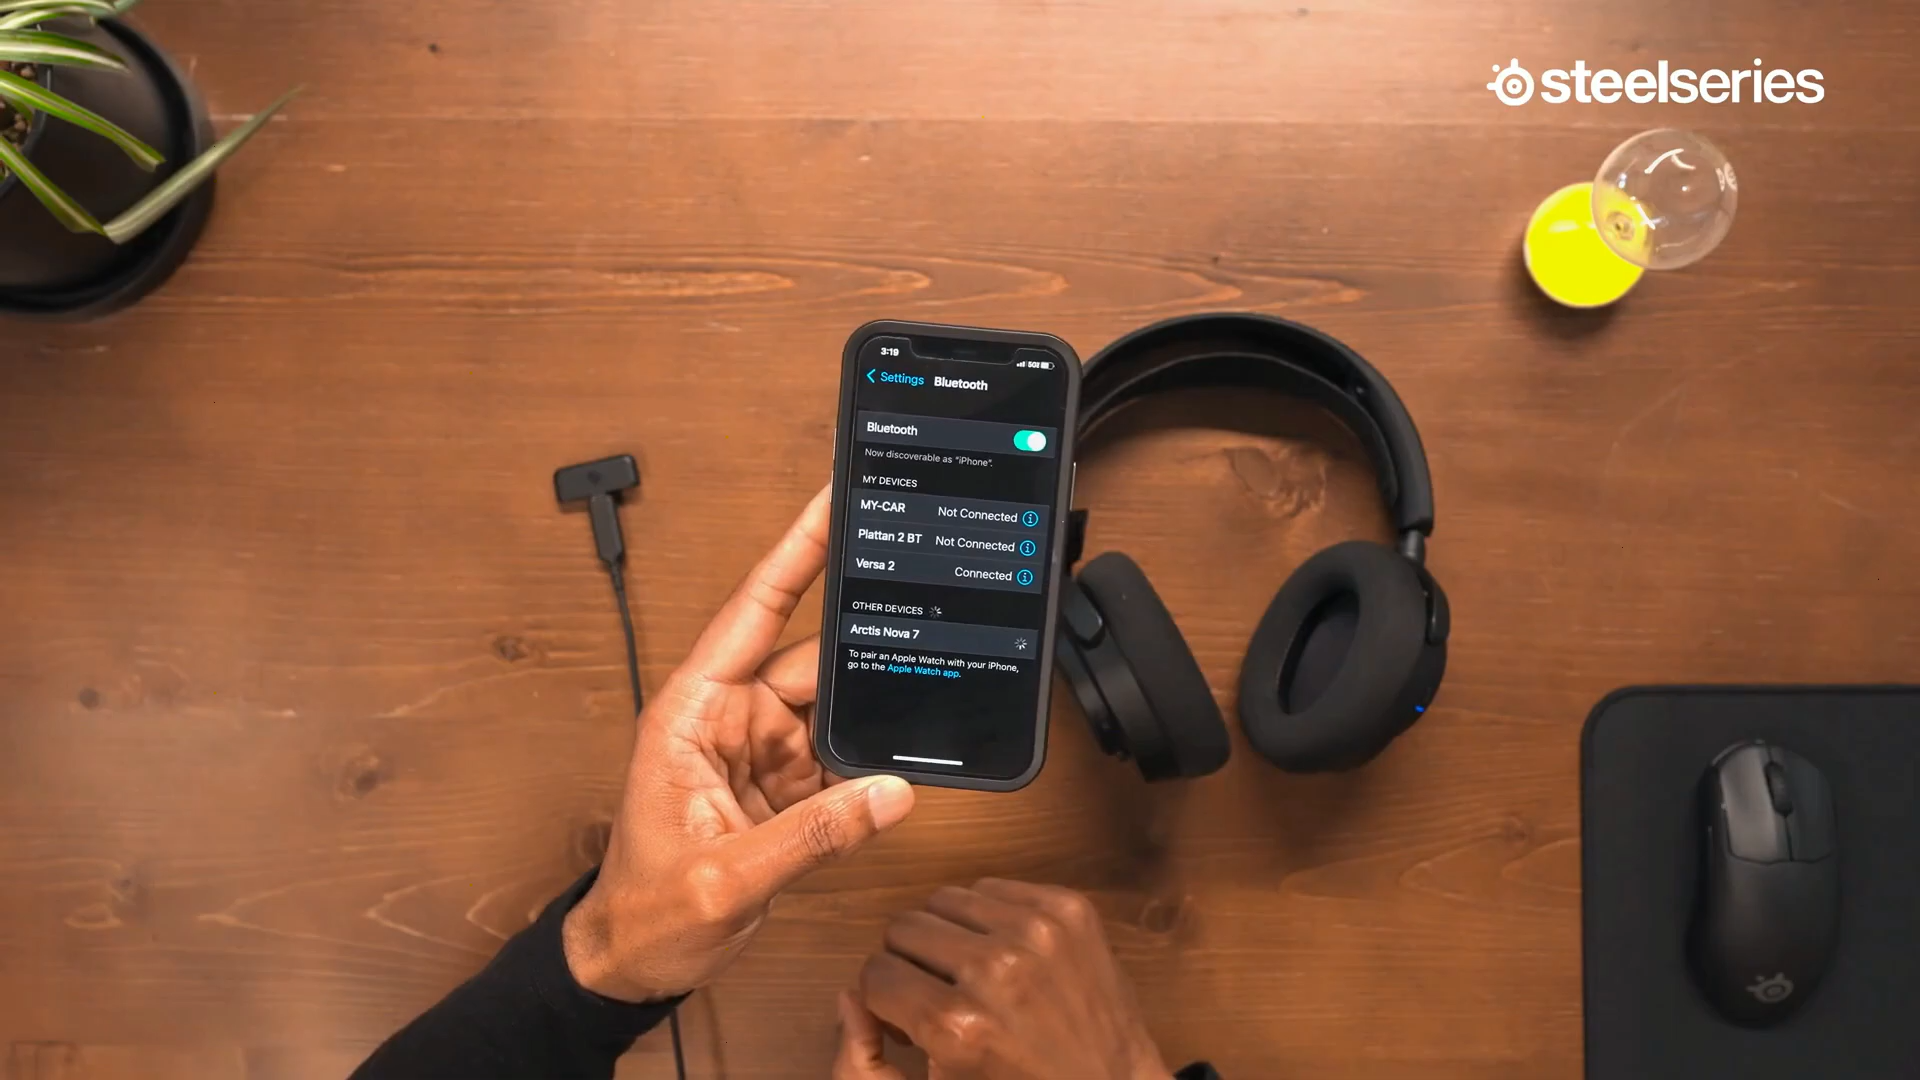 steelseries
3:19
5G
Settings Bluetooth
Bluetooth
Now discoverable as "iPhone".
MY DEVICES
MY-CAR Not Connected
Plattan 2 BT Not Connected
Versa 2 Connected
OTHER DEVICES
Arctis Nova 7
To pair an Apple Watch with your iPhone,
go to the Apple Watch app.